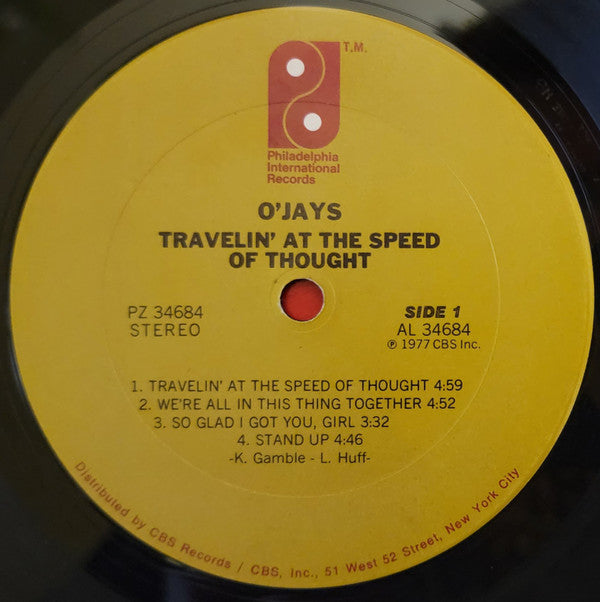 T.M.
Philadelphia
International
Records
O'JAYS
TRAVELIN' AT THE SPEED
OF THOUGHT
PZ 34684
STEREO
SIDE 1
AL 34684
℗ 1977 CBS Inc.
1. TRAVELIN' AT THE SPEED OF THOUGHT 4:59
2. WE'RE ALL IN THIS THING TOGETHER 4:52
3. SO GLAD I GOT YOU, GIRL 3:32
4. STAND UP 4:46
-K. Gamble - L. Huff-
Distributed by CBS Records / CBS, Inc., 51 West 52 Street, New York City